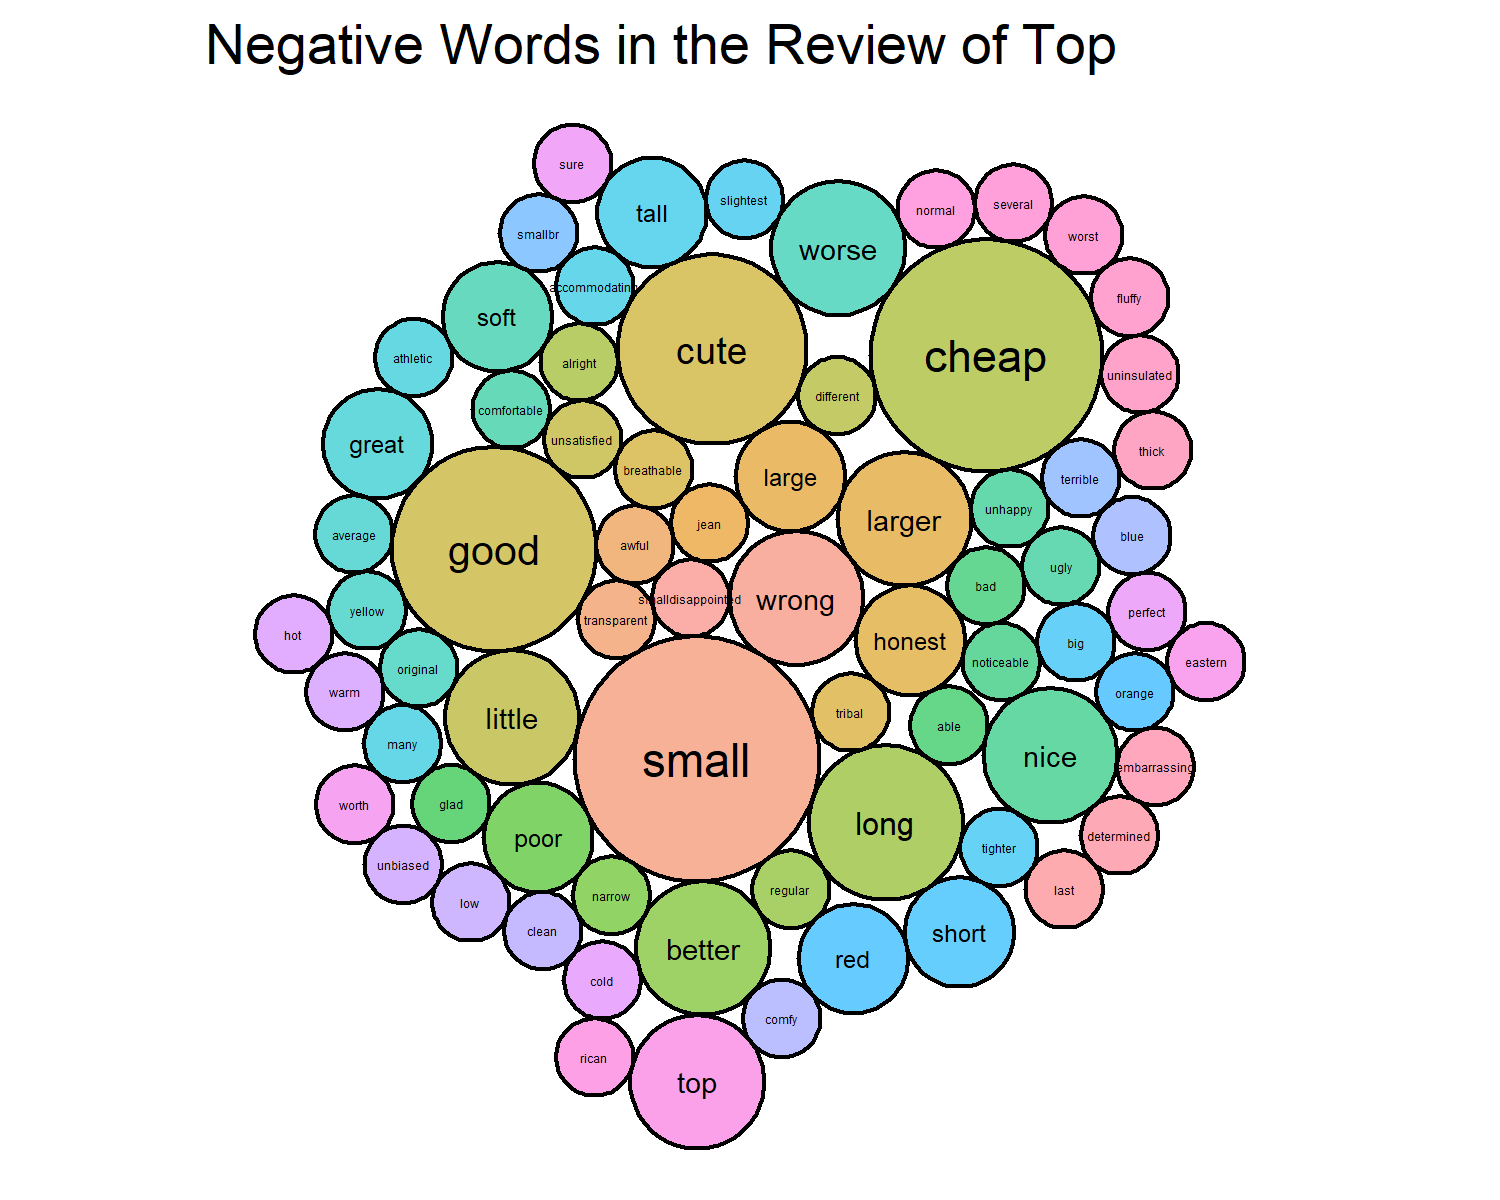 Negative Words in the Review of Top
sure
tall
slightest
smallbr
worse
normal
several
worst
accommodating
soft
fluffy
athletic
alright
cute
cheap
different
uninsulated
comfortable
great
unsatisfied
breathable
large
thick
terrible
average
good
jean
awful
larger
unhappy
blue
ugly
bad
yellow
hot
transparent
smalldisappointed
wrong
honest
perfect
big
noticeable
eastern
original
warm
orange
little
tribal
able
many
small
nice
embarrassing
worth
glad
poor
long
tighter
determined
unbiased
low
narrow
regular
last
clean
better
red
short
cold
comfy
rican
top